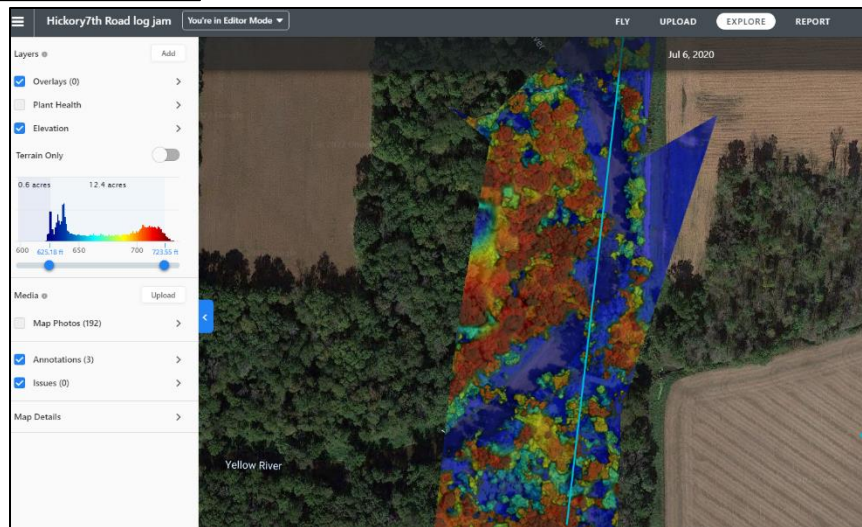 Hickory7th Road log jam You're in Editor Mode FLY UPLOAD EXPLORE REPORT
River
Jul 6, 2020
Layers Add
Overlays (0)
Plant Health
Elevation
Terrain Only
0.6 acres 12.4 acres
600 625.18 ft 650 700 723.55 ft
Media Upload
Map Photos (192)
Annotations (3)
Issues (0)
Map Details
Yellow River